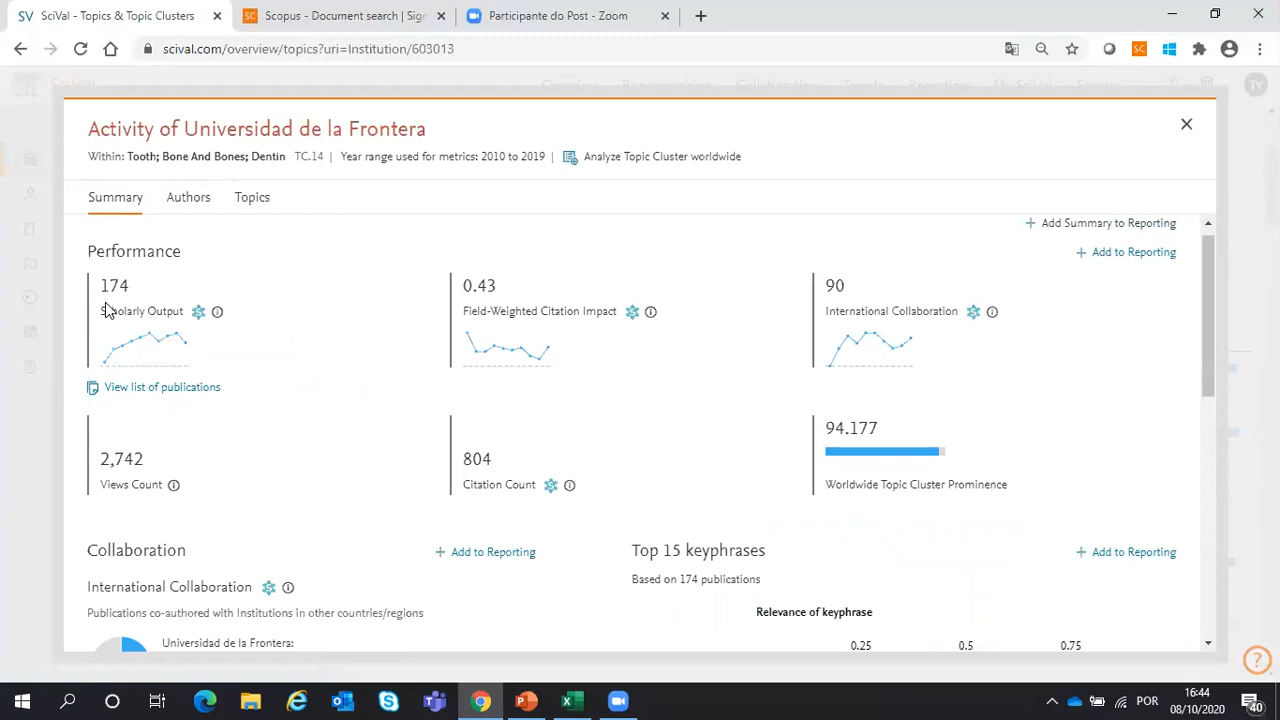 SV SciVal - Topics & Topic Clusters
SC Scopus - Document search | Sig
Participante do Post - Zoom
scival.com/overview/topics?uri=Institution/603013
SC
TV
Activity of Universidad de la Frontera
Within: Tooth; Bone And Bones; Dentin TC.14 | Year range used for metrics: 2010 to 2019 | Analyze Topic Cluster worldwide
Summary Authors Topics
+ Add Summary to Reporting
Performance
+ Add to Reporting
174
Scholarly Output
View list of publications
0.43
Field-Weighted Citation Impact
90
International Collaboration
2,742
Views Count
804
Citation Count
94.177
Worldwide Topic Cluster Prominence
Collaboration
+ Add to Reporting
International Collaboration
Publications co-authored with Institutions in other countries/regions
Universidad de la Frontera:
Top 15 keyphrases
+ Add to Reporting
Based on 174 publications
Relevance of keyphrase
0.25 0.5 0.75
?
POR
16:44
08/10/2020
40